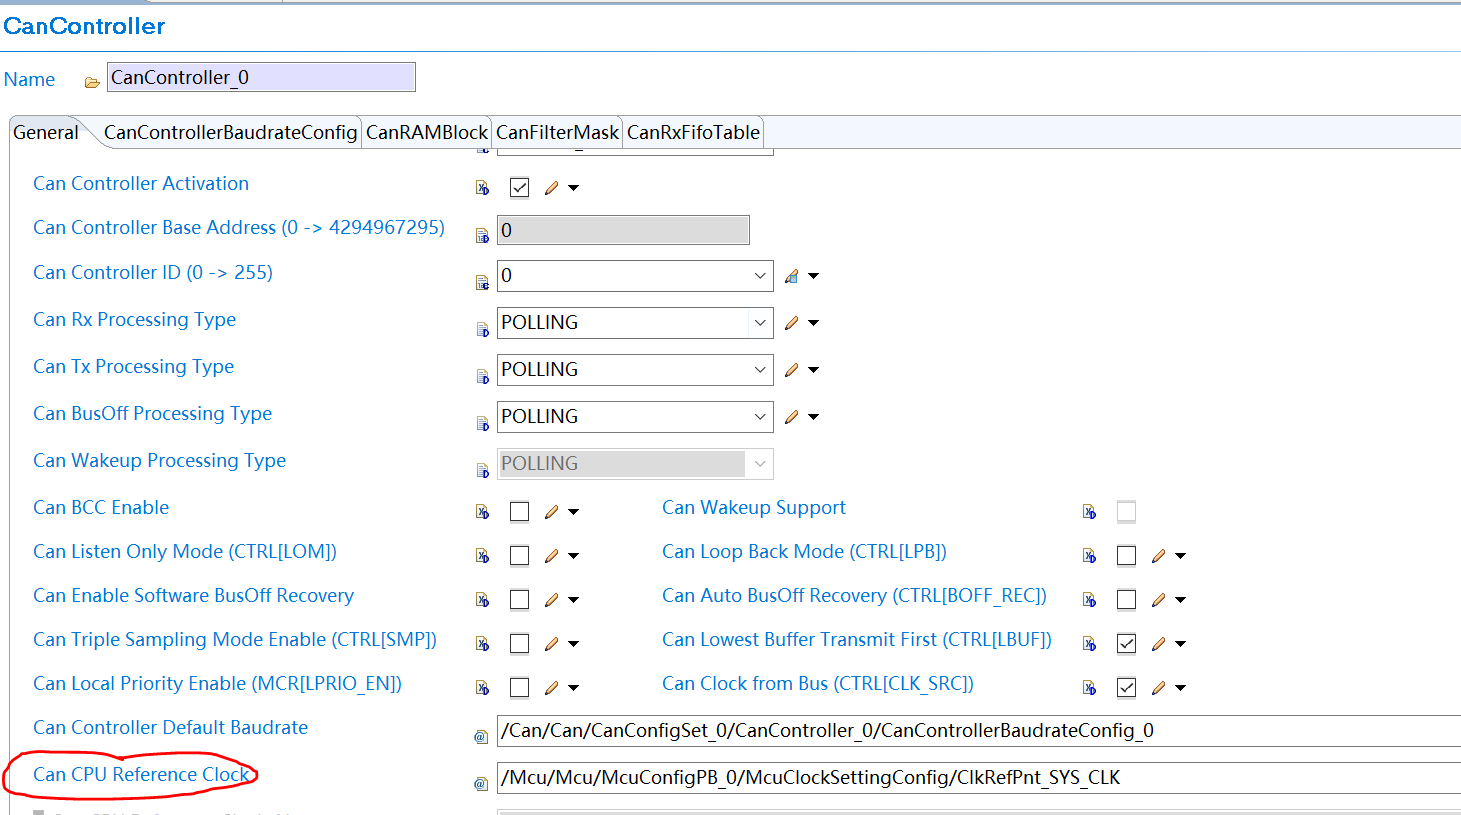 CanController
Name CanController_0
General CanControllerBaudrateConfig CanRAMBlock CanFilterMask CanRxFifoTable
Can Controller Activation
Can Controller Base Address (0 -> 4294967295) 0
Can Controller ID (0 -> 255) 0
Can Rx Processing Type POLLING
Can Tx Processing Type POLLING
Can BusOff Processing Type POLLING
Can Wakeup Processing Type POLLING
Can BCC Enable Can Wakeup Support
Can Listen Only Mode (CTRL[LOM]) Can Loop Back Mode (CTRL[LPB])
Can Enable Software BusOff Recovery Can Auto BusOff Recovery (CTRL[BOFF_REC])
Can Triple Sampling Mode Enable (CTRL[SMP]) Can Lowest Buffer Transmit First (CTRL[LBUF])
Can Local Priority Enable (MCR[LPRIO_EN]) Can Clock from Bus (CTRL[CLK_SRC])
Can Controller Default Baudrate /Can/Can/CanConfigSet_0/CanController_0/CanControllerBaudrateConfig_0
Can CPU Reference Clock /Mcu/Mcu/McuConfigPB_0/McuClockSettingConfig/ClkRefPnt_SYS_CLK